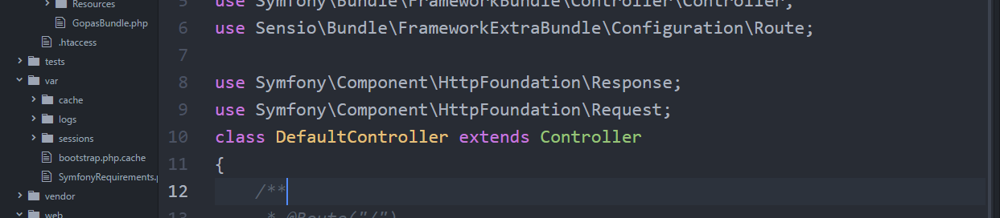 Resources
GopasBundle.php
.htaccess
tests
var
cache
logs
sessions
bootstrap.php.cache
SymfonyRequirements.p
vendor
web
5 use Symfony\Bundle\FrameworkBundle\Controller\Controller;
6 use Sensio\Bundle\FrameworkExtraBundle\Configuration\Route;
7
8 use Symfony\Component\HttpFoundation\Response;
9 use Symfony\Component\HttpFoundation\Request;
10 class DefaultController extends Controller
11 {
12 /**
13 * @Route("/")